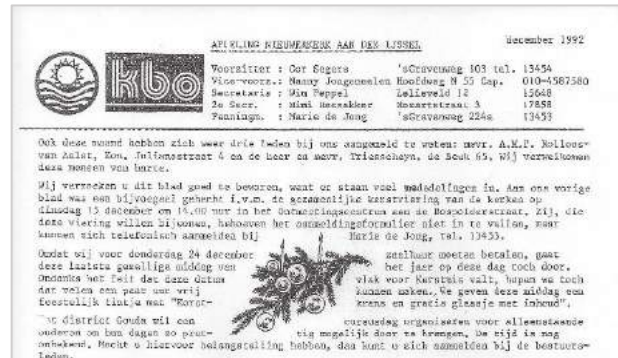 december 1992
AFDELING NIEUWERKERK AAN DEN IJSSEL
kbo
Voorzitter : Cor Segers 'sGravenweg 103 tel. 13454
Vice-voorz.: Nanny Jongeneelen Hoofdweg N 55 Cap. 010-4587580
Secretaris : Wim Peppel Lelieveld 12 15648
2e Secr. : Mimi Mozartstraat 3 17858
Penningm. : Marie de Jong 'sGravenweg 224a 13453
Ook deze maand hebben zich weer drie leden bij ons aangemeld te weten: mevr. A.M.P.
van Aalst, Kon. Julianastraat 4 en de heer en mevr. de 65. Wij verwelkomen
deze mensen van harte.
Wij verzoeken u dit blad goed te bewaren, want er staan veel mededelingen in. Aan ons vorige
blad was een bijvoegsel gehecht i.v.m. de gezamenlijke kerstviering van de kerken op
dinsdag 15 december om 14.00 uur in het Ontmoetingscentrum aan de Zij, die
deze viering willen bijwonen, behoeven het aanmeldingsformulier niet in te vullen, maar
kunnen zich telefonisch aanmelden bij Marie de Jong, tel. 13453.
Omdat wij voor donderdag 24 december zaalhuur moeten betalen, gaat
deze laatste gezellige middag van het jaar op deze dag toch door.
Ondanks het feit dat deze datum vlak voor Kerstmis valt, hopen we toch
dat velen een paar uur vrij kunnen maken. We geven deze middag een
feestelijk tintje met "Kerst- krans en gratis glaasje met inhoud".
Het district Gouda wil een cursusdag organiseren voor alleenstaande
ouderen om hun dagen zo pret- tig mogelijk door te brengen. De tijd is nog
onbekend. Mocht u hiervoor belangstelling hebben, dan kunt u zich aanmelden bij de bestuurs-
leden.